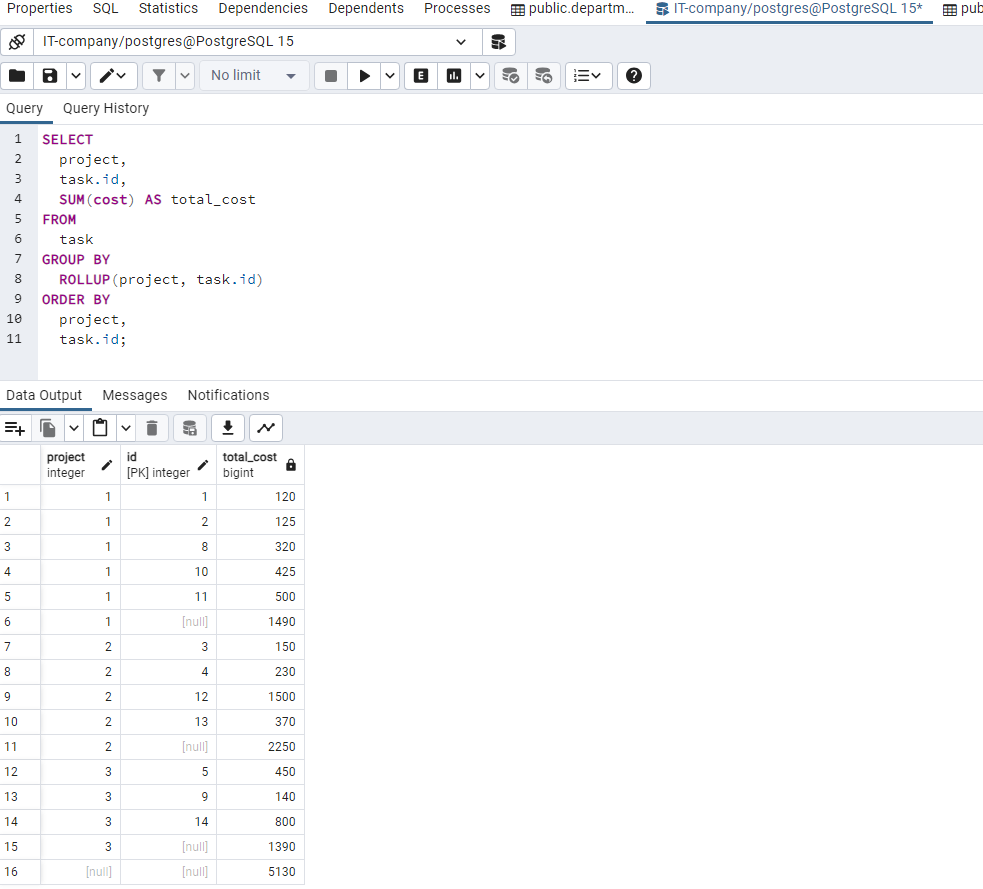 Properties SQL Statistics Dependencies Dependents Processes public.departm... IT-company/postgres@PostgreSQL 15* pub
IT-company/postgres@PostgreSQL 15
No limit E
Query Query History
1 SELECT
2 project,
3 task.id,
4 SUM(cost) AS total_cost
5 FROM
6 task
7 GROUP BY
8 ROLLUP(project, task.id)
9 ORDER BY
10 project,
11 task.id;
Data Output Messages Notifications
project id total_cost
integer [PK] integer bigint
1 1 1 120
2 1 2 125
3 1 8 320
4 1 10 425
5 1 11 500
6 1 [null] 1490
7 2 3 150
8 2 4 230
9 2 12 1500
10 2 13 370
11 2 [null] 2250
12 3 5 450
13 3 9 140
14 3 14 800
15 3 [null] 1390
16 [null] [null] 5130